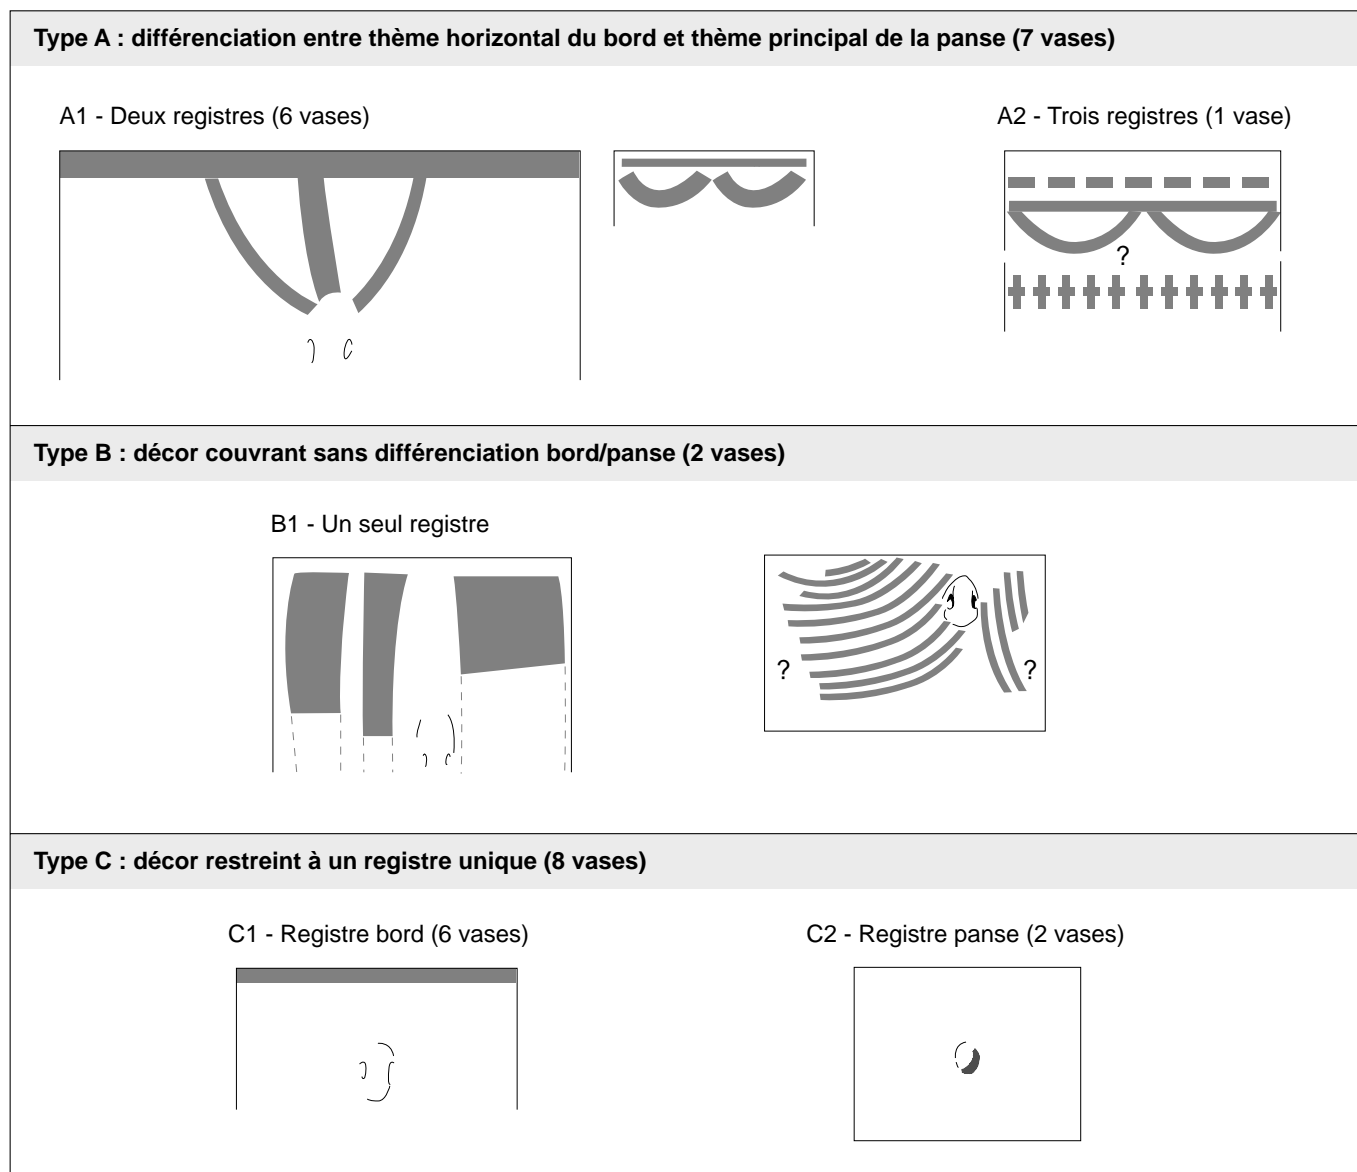 Type A : différenciation entre thème horizontal du bord et thème principal de la panse (7 vases)
A1 - Deux registres (6 vases)
A2 - Trois registres (1 vase)
?
Type B : décor couvrant sans différenciation bord/panse (2 vases)
B1 - Un seul registre
?
?
Type C : décor restreint à un registre unique (8 vases)
C1 - Registre bord (6 vases)
C2 - Registre panse (2 vases)